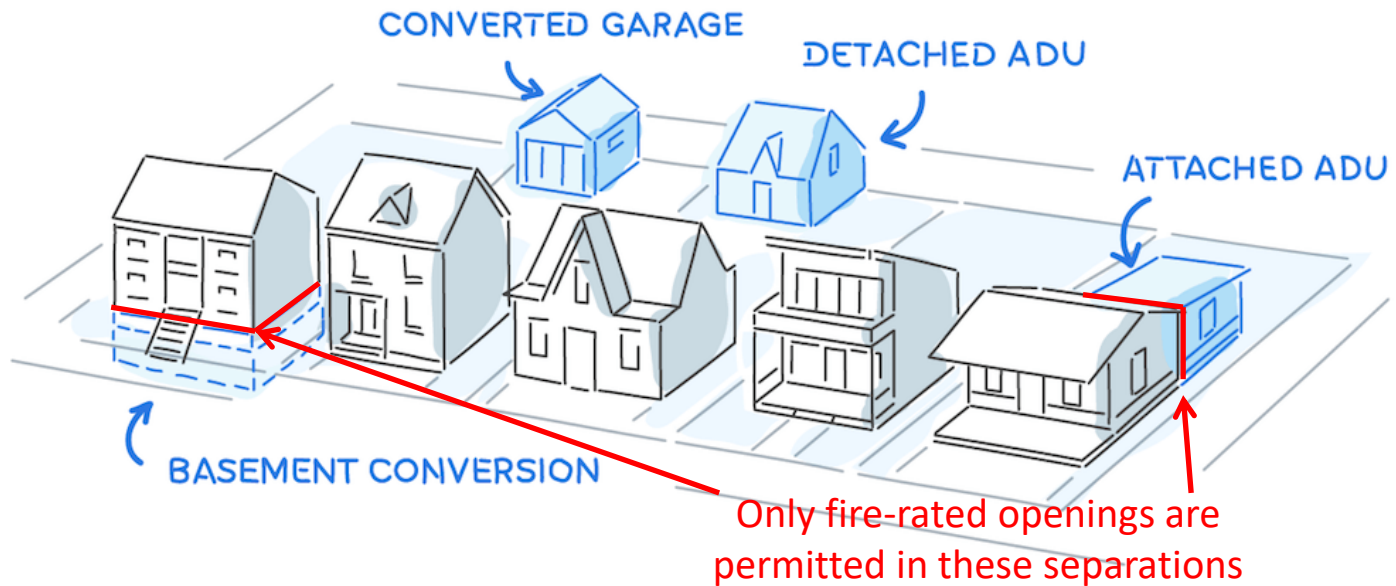 CONVERTED GARAGE
DETACHED ADU
ATTACHED ADU
BASEMENT CONVERSION
Only fire-rated openings are
permitted in these separations